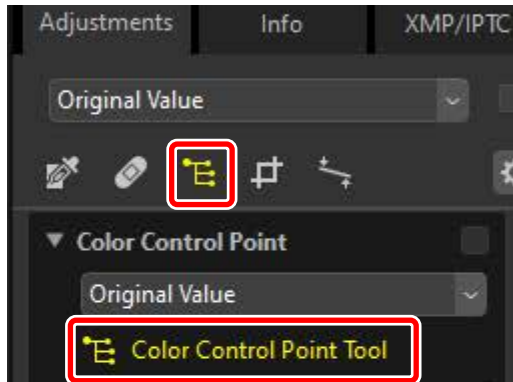 Adjustments Info XMP/IPTC
Original Value
Color Control Point
Original Value
Color Control Point Tool